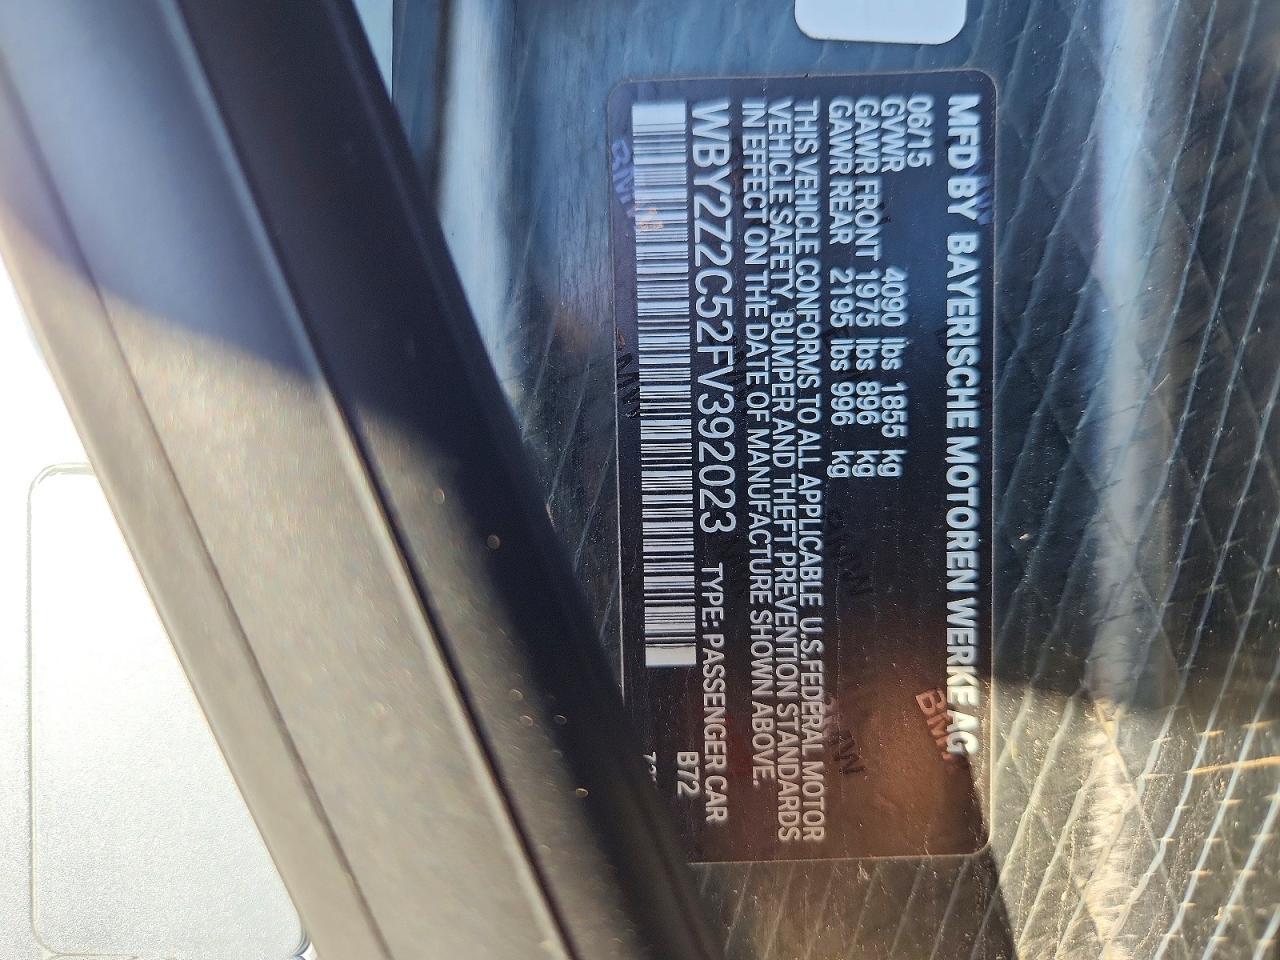 MFD BY BAYERISCHE MOTOREN WERKE AG
06/15
GVWR 4090 lbs 1855 kg
GAWR FRONT 1975 lbs 896 kg
GAWR REAR 2195 lbs 996 kg
THIS VEHICLE CONFORMS TO ALL APPLICABLE U.S.FEDERAL MOTOR
VEHICLE SAFETY, BUMPER AND THEFT PREVENTION STANDARDS
IN EFFECT ON THE DATE OF MANUFACTURE SHOWN ABOVE.
WBY2Z2C52FV392023 TYPE: PASSENGER CAR
B72